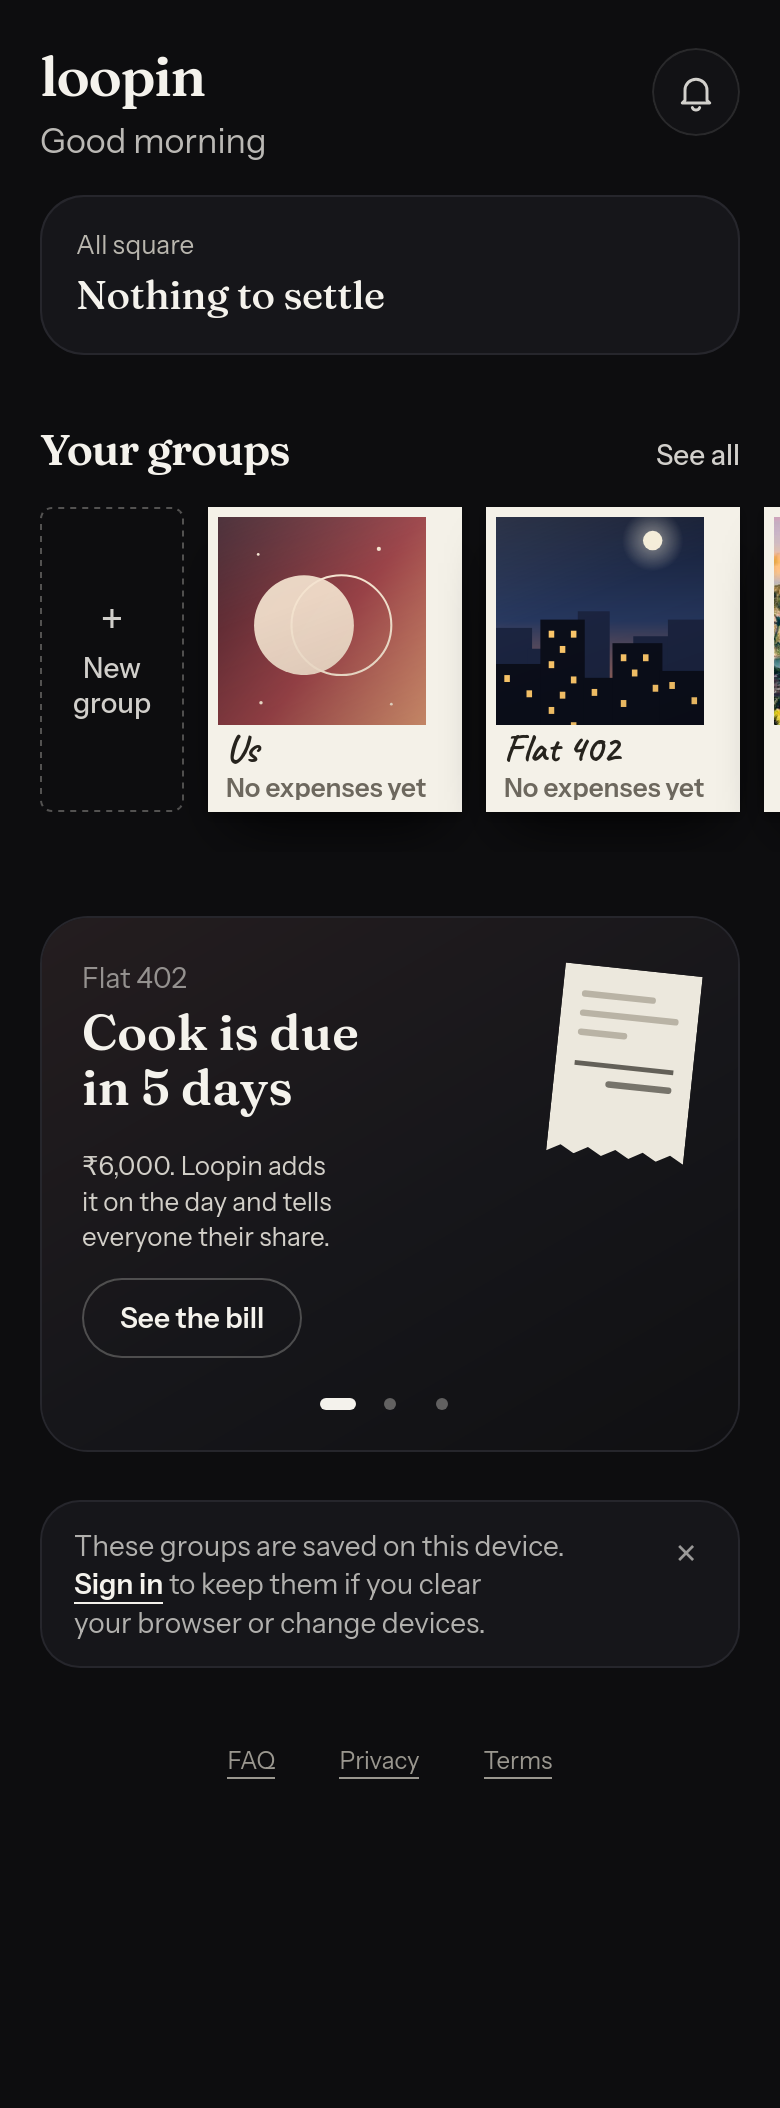 loopin
Good morning
All square
Nothing to settle
Your groups
See all
+
New
group
Us
No expenses yet
Flat 402
No expenses yet
Flat 402
Cook is due
in 5 days
₹6,000. Loopin adds
it on the day and tells
everyone their share.
See the bill
These groups are saved on this device.
Sign in to keep them if you clear
your browser or change devices.
FAQ
Privacy
Terms